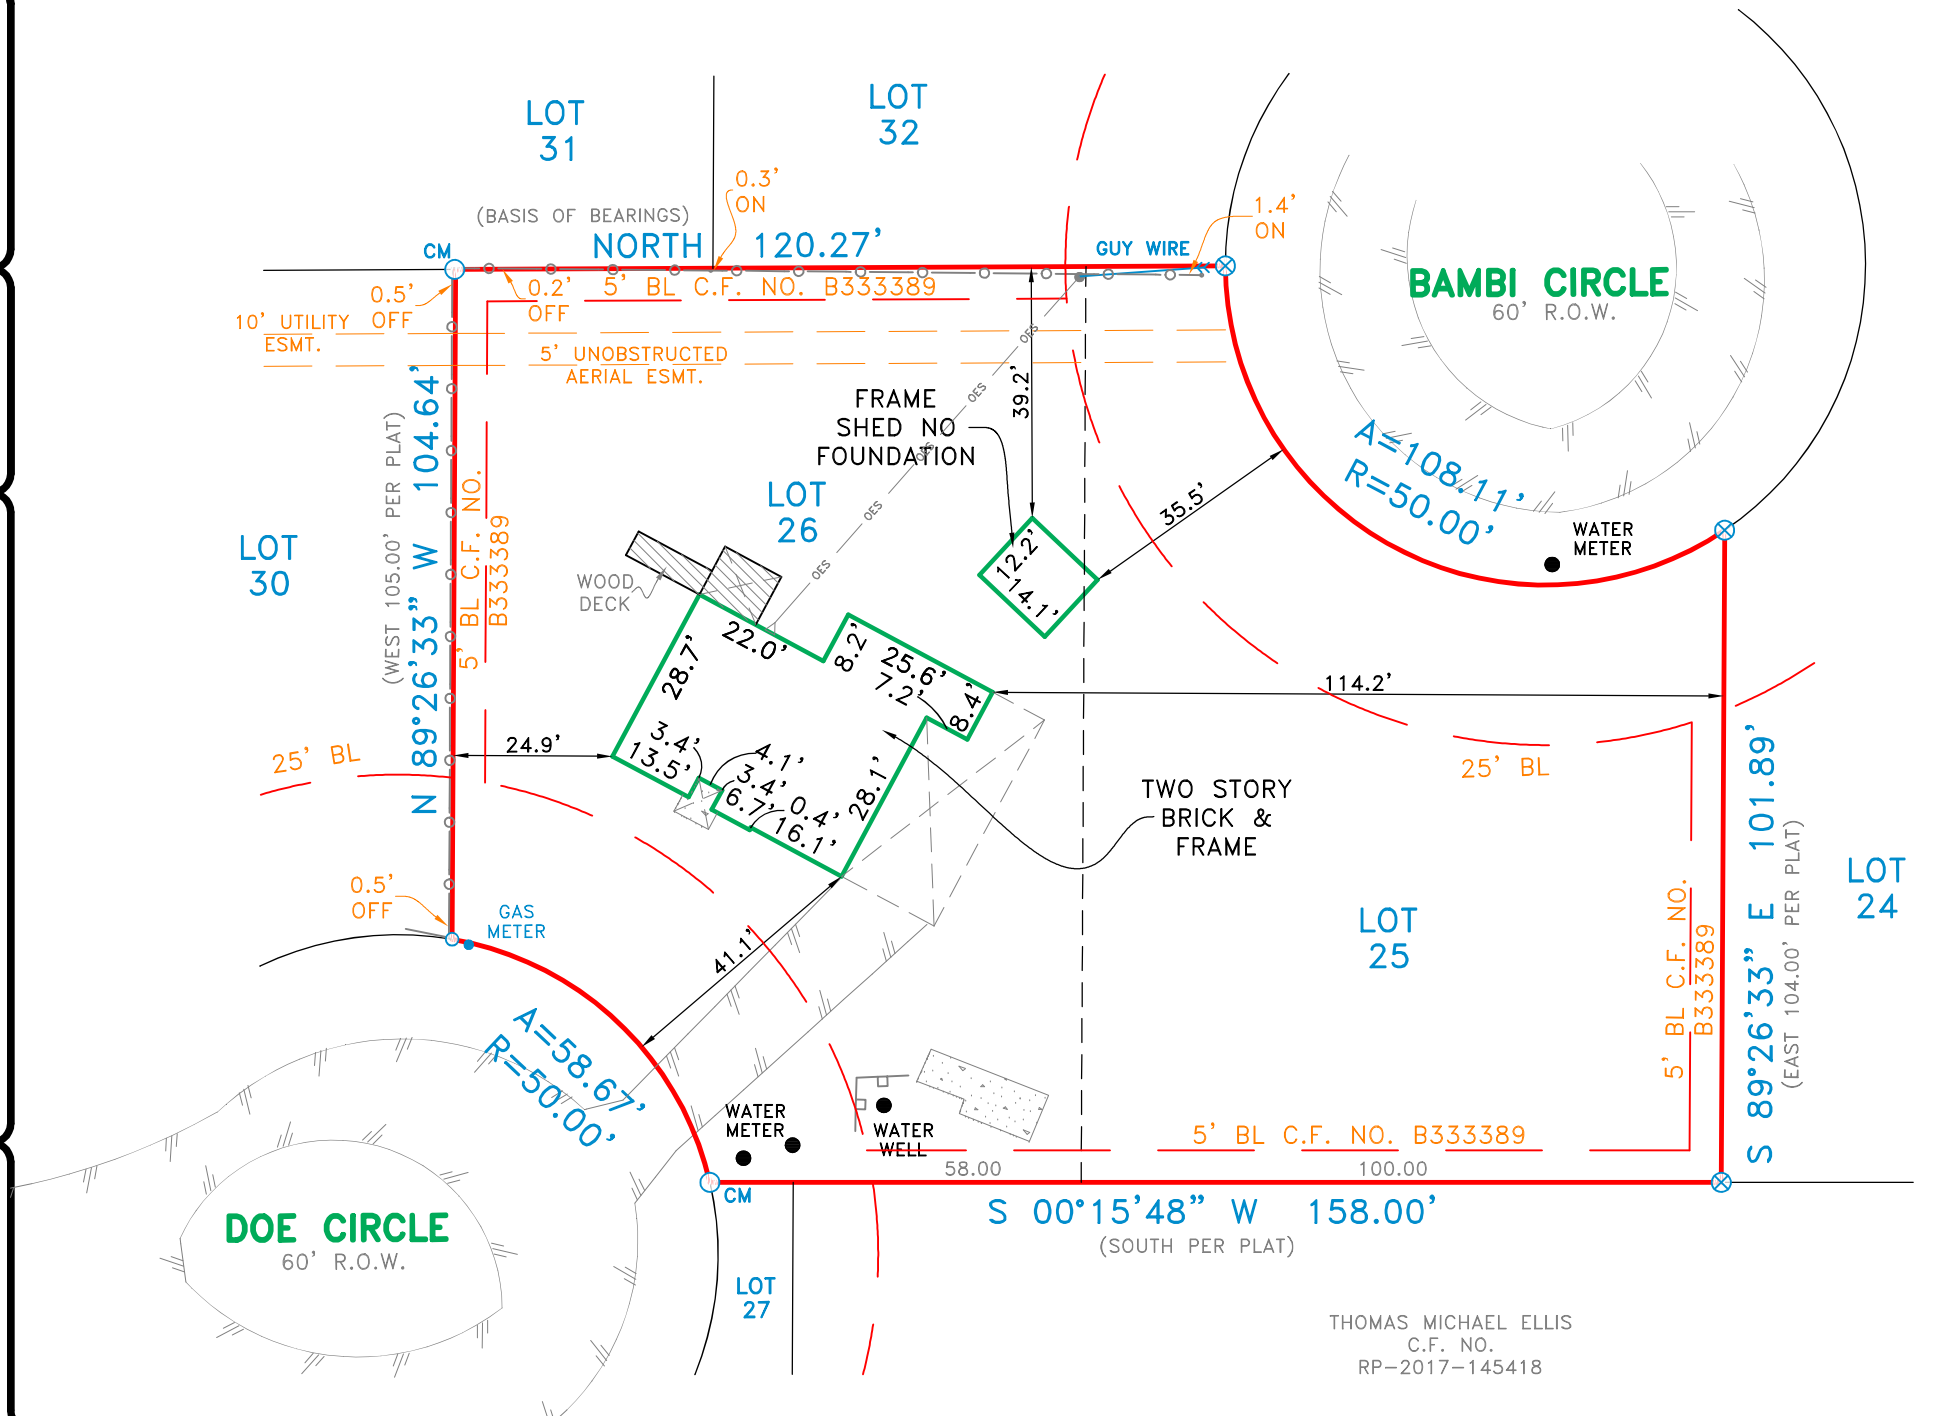 LOT
31
LOT
32
0.3'
ON
1.4'
ON
(BASIS OF BEARINGS)
NORTH 120.27'
CM
GUY WIRE
BAMBI CIRCLE
60' R.O.W.
0.5'
OFF
0.2'
OFF
5' BL C.F. NO. B333389
10' UTILITY
ESMT.
5' UNOBSTRUCTED
AERIAL ESMT.
OES
OES
OES
OES
OES
39.2'
FRAME
SHED NO
FOUNDATION
A=108.11'
R=50.00'
WATER
METER
LOT
26
35.5'
12.2'
14.1'
LOT
30
(WEST 105.00' PER PLAT)
N 89°26'33" W 104.64'
5' BL C.F. NO.
B333389
WOOD
DECK
22.0'
28.7'
8.2'
25.6'
7.2'
8.4'
114.2'
25' BL
24.9'
3.4'
13.5'
4.1'
3.4'
6.7'
0.4'
16.1'
28.1'
25' BL
TWO STORY
BRICK &
FRAME
0.5'
OFF
GAS
METER
41.1'
LOT
25
5' BL C.F. NO.
B333389
S 89°26'33" E 101.89'
(EAST 104.00' PER PLAT)
LOT
24
A=58.67'
R=50.00'
WATER
METER
WATER
WELL
5' BL C.F. NO. B333389
58.00
100.00
CM
S 00°15'48" W 158.00'
(SOUTH PER PLAT)
DOE CIRCLE
60' R.O.W.
LOT
27
THOMAS MICHAEL ELLIS
C.F. NO.
RP-2017-145418